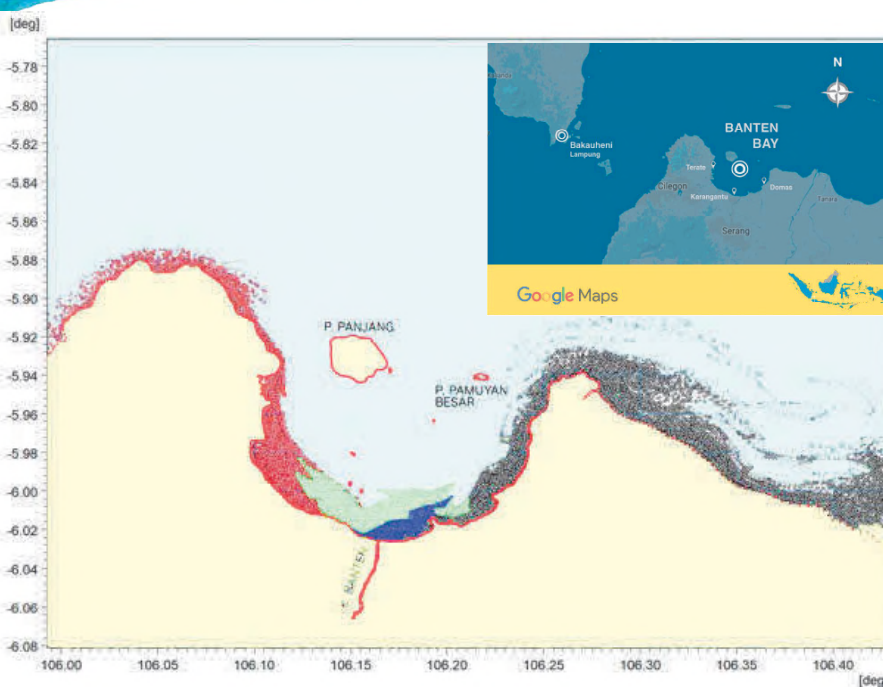 [deg]
-5.78
-5.80
-5.82
-5.84
-5.86
-5.88
-5.90
-5.92
-5.94
-5.96
-5.98
-6.00
-6.02
-6.04
-6.06
-6.08
N
BANTEN
BAY
Bakauheni
Lampung
Terate
Cilegon
Karangantu
Domas
Tanara
Serang
Google Maps
P. PANJANG
P. PAMUYAN
BESAR
BANTEN
106.00
106.05
106.10
106.15
106.20
106.25
106.30
106.35
106.40
[deg